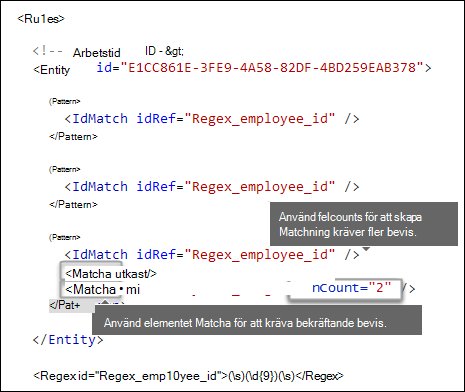 <Ru1es>
<!-- Arbetstid ID - &gt;
<Entity id="E1CC861E-3FE9-4A58-82DF-4BD259EAB378">
(Pattern>
<IdMatch idRef="Regex_employee_id" />
</Pattern>
(Pattern>
<IdMatch idRef="Regex_employee_id" />
</Pattern>
Använd felcounts för att skapa
Matchning kräver fler bevis.
(Pattern>
<IdMatch idRef="Regex_employee_id" />
<Matcha utkast/>
<Matcha • mi nCount="2"
</Pat+
Använd elementet Matcha för att kräva bekräftande bevis.
</Entity>
<Regex id="Regex_emp10yee_id">(\s)(\d{9})(\s)</Regex>